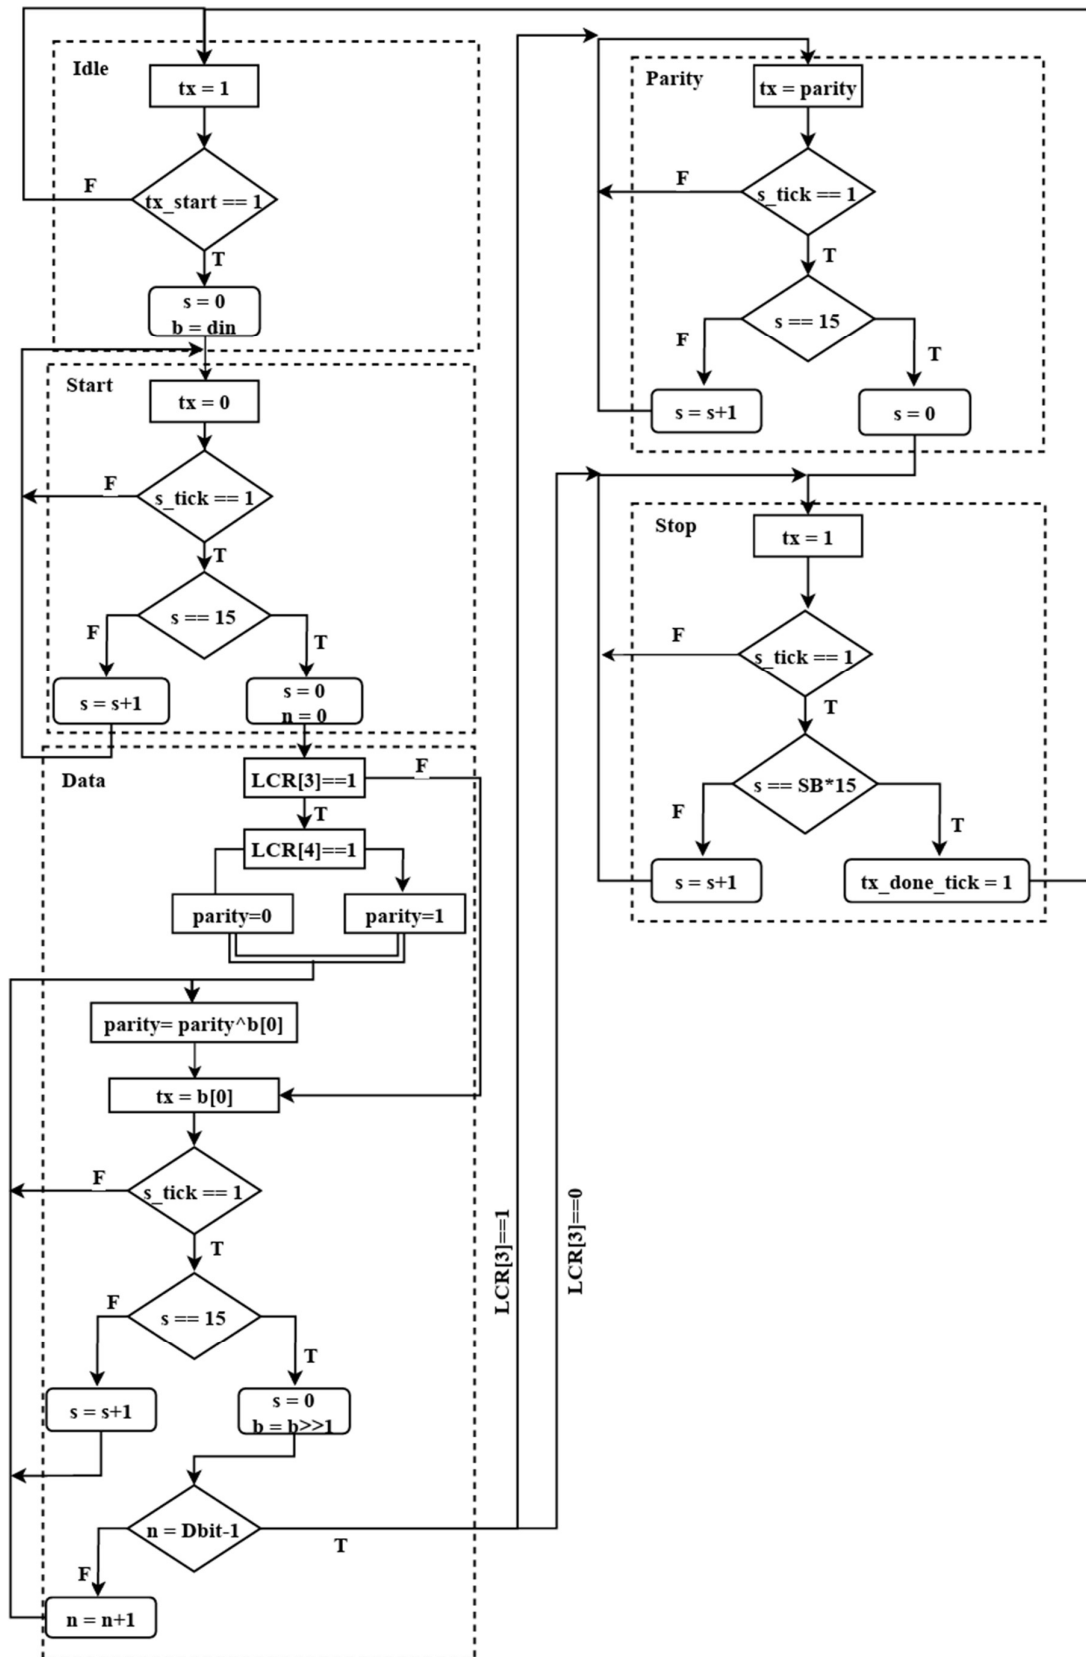 Idle
tx = 1
F
tx_start == 1
T
s = 0
b = din
Start
tx = 0
F
s_tick == 1
T
s == 15
F
T
s = s+1
s = 0
n = 0
Data
LCR[3]==1
F
T
LCR[4]==1
parity=0
parity=1
parity= parity^b[0]
tx = b[0]
F
s_tick == 1
T
F
s == 15
T
s = s+1
s = 0
b = b>>1
n = Dbit-1
T
F
n = n+1
LCR[3]==1
LCR[3]==0
Parity
tx = parity
F
s_tick == 1
T
s == 15
F
T
s = s+1
s = 0
Stop
tx = 1
F
s_tick == 1
T
s == SB*15
F
T
s = s+1
tx_done_tick = 1